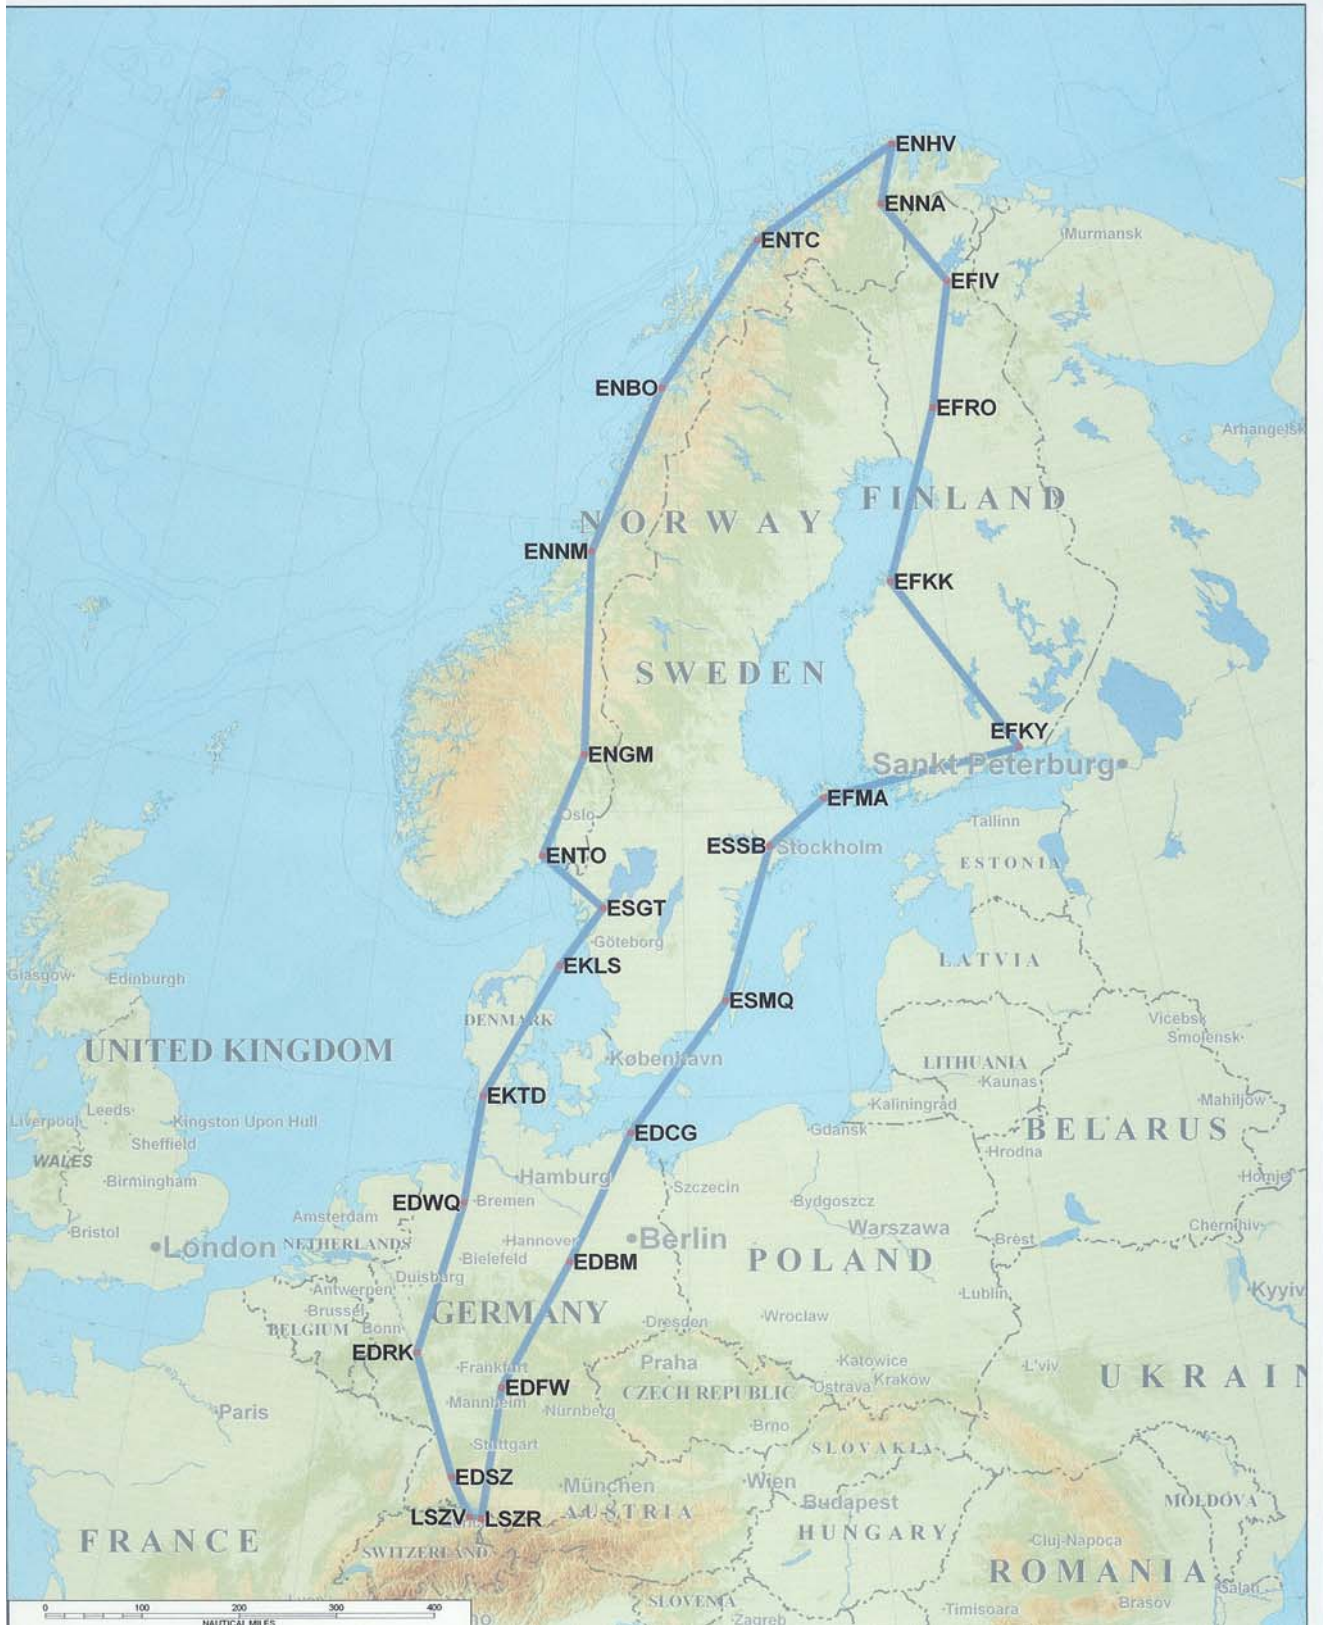 ENHV
ENNA
Murmansk
ENTC
EFIV
ENBO
EFRO
Arhangelsk
FINLAND
NORWAY
ENNM
EFKK
SWEDEN
EFKY
ENGM
Sankt Peterburg
EFMA
Oslo
Tallinn
ESSB
Stockholm
ENTO
ESTONIA
ESGT
Göteborg
LATVIA
EKLS
Glasgow
Edinburgh
ESMQ
DENMARK
Vicebsk
Smolensk
UNITED KINGDOM
København
LITHUANIA
Kaunas
EKTD
Mahiljow
Kaliningrad
Leeds
Liverpool
Kingston Upon Hull
Gdansk
BELARUS
EDCG
Sheffield
Hrodna
WALES
Hamburg
Homjel
Birmingham
Szczecin
EDWQ
Bremen
Bydgoszcz
Amsterdam
Warszawa
Chernihiv
Bristol
London
NETHERLANDS
Hannover
Berlin
Brest
Bielefeld
EDBM
POLAND
Duisburg
Antwerpen
Lublin
Kyyiv
Brussel
GERMANY
BELGIUM
Bonn
Dresden
Wroclaw
EDRK
Frankfurt
Praha
Katowice
L'viv
Kraków
UKRAIN
EDFW
CZECH REPUBLIC
Ostrava
Mannheim
Nürnberg
Paris
Brno
Stuttgart
SLOVAKIA
EDSZ
München
Wien
Budapest
MOLDOVA
LSZV
LSZR
AUSTRIA
HUNGARY
FRANCE
Cluj-Napoca
SWITZERLAND
ROMANIA
Galati
SLOVENIA
Brasov
Timisoara
Zagreb
0 100 200 300 400
NAUTICAL MILES